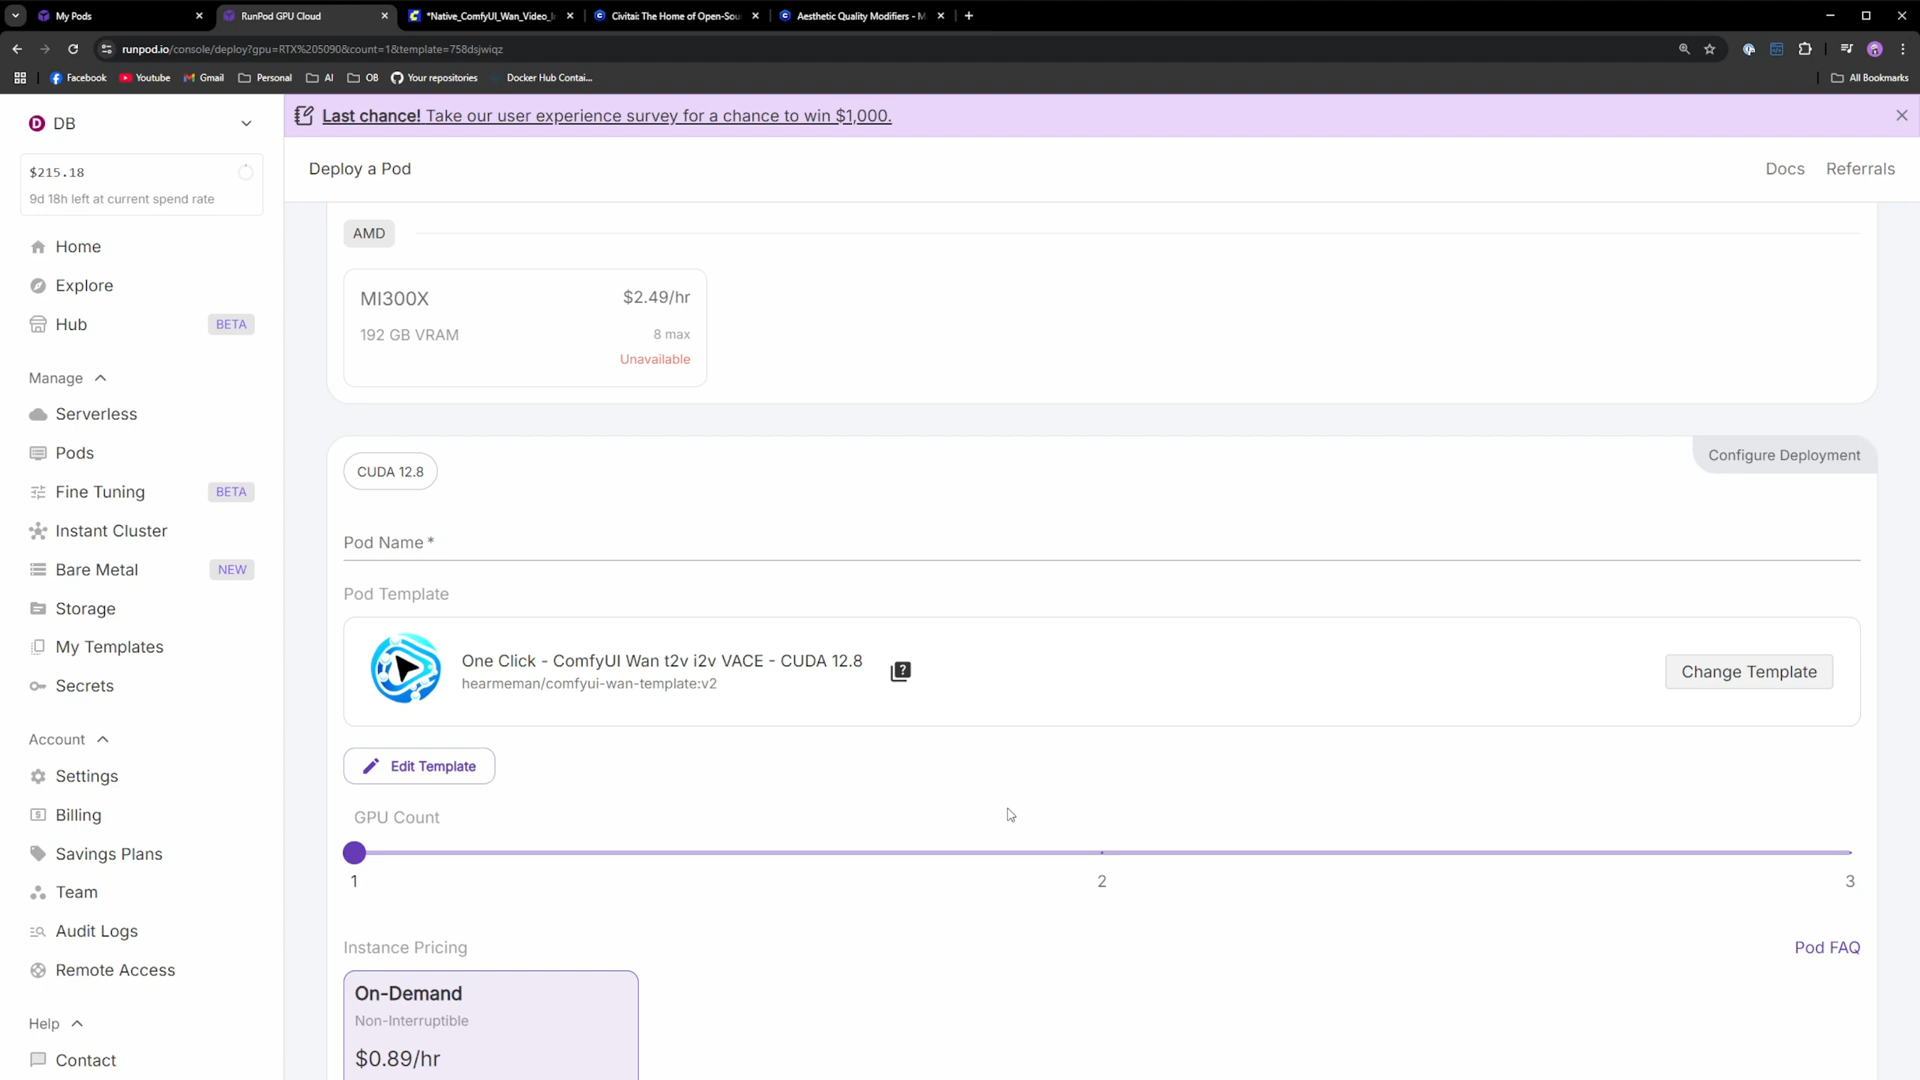 My Pods
RunPod GPU Cloud
*Native_ComfyUI_Wan_Video_I
Civitai: The Home of Open-Sou
Aesthetic Quality Modifiers - M
runpod.io/console/deploy?gpu=RTX%205090&count=1&template=758dsjwiqz
Facebook
Youtube
Gmail
Personal
AI
OB
Your repositories
Docker Hub Contai...
All Bookmarks
DB
$215.18
9d 18h left at current spend rate
Home
Explore
Hub
BETA
Manage
Serverless
Pods
Fine Tuning
BETA
Instant Cluster
Bare Metal
NEW
Storage
My Templates
Secrets
Account
Settings
Billing
Savings Plans
Team
Audit Logs
Remote Access
Help
Contact
Last chance! Take our user experience survey for a chance to win $1,000.
Deploy a Pod
Docs
Referrals
AMD
MI300X
$2.49/hr
192 GB VRAM
8 max
Unavailable
CUDA 12.8
Configure Deployment
Pod Name *
Pod Template
One Click - ComfyUI Wan t2v i2v VACE - CUDA 12.8
hearmeman/comfyui-wan-template:v2
Change Template
Edit Template
GPU Count
1
2
3
Instance Pricing
Pod FAQ
On-Demand
Non-Interruptible
$0.89/hr